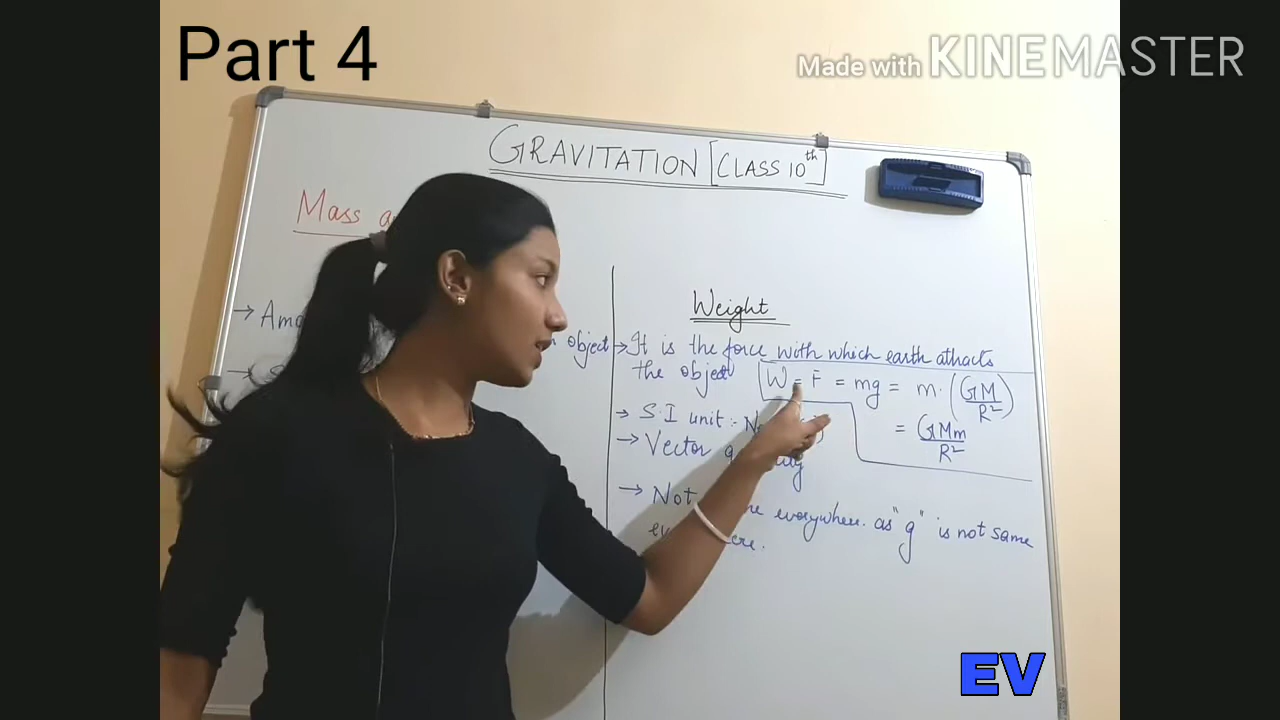 Part 4
Made with KINEMASTER
GRAVITATION [CLASS 10th]
Mass
Weight
→ Amo
object
→ It is the force with which earth attracts
the object
W = F = mg = m. (GM/R²)
= GMm/R²
→ S.I unit :-
→ Vector
→ Not everywhere. as "g" is not same
EV